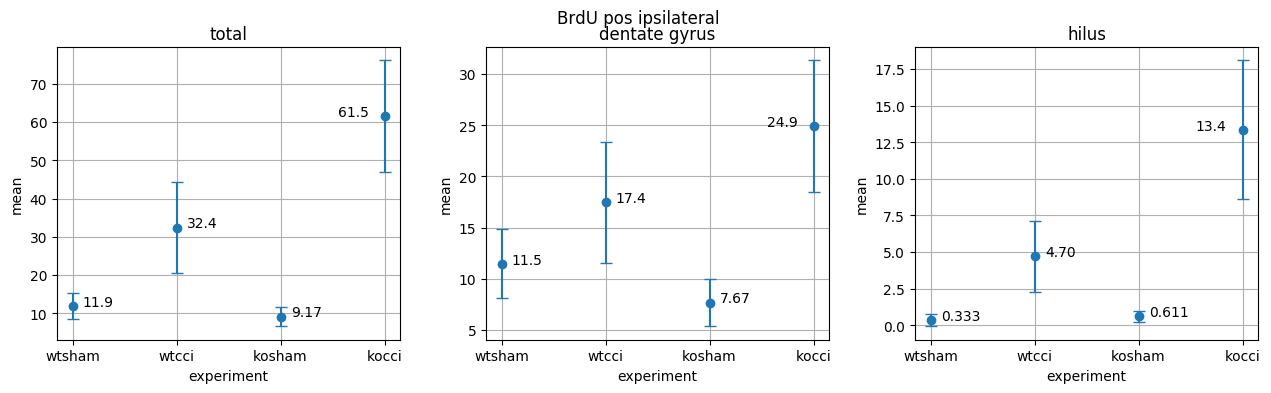 BrdU pos ipsilateral
total
mean
70
60
50
40
30
20
10
11.9
32.4
9.17
61.5
wtsham wtcci kosham kocci
experiment
dentate gyrus
mean
30
25
20
15
10
5
11.5
17.4
7.67
24.9
wtsham wtcci kosham kocci
experiment
hilus
mean
17.5
15.0
12.5
10.0
7.5
5.0
2.5
0.0
0.333
4.70
0.611
13.4
wtsham wtcci kosham kocci
experiment